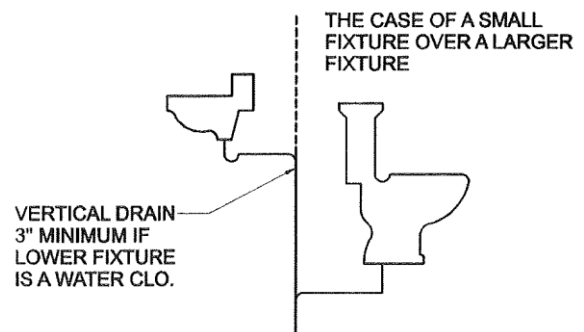 THE CASE OF A SMALL
FIXTURE OVER A LARGER
FIXTURE
VERTICAL DRAIN
3" MINIMUM IF
LOWER FIXTURE
IS A WATER CLO.